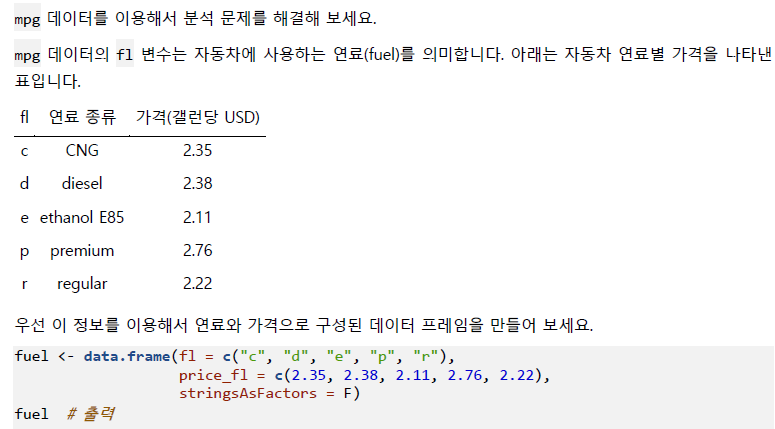 mpg 데이터를 이용해서 분석 문제를 해결해 보세요.
mpg 데이터의 fl 변수는 자동차에 사용하는 연료(fuel)를 의미합니다. 아래는 자동차 연료별 가격을 나타낸
표입니다.
fl 연료 종류 가격(갤런당 USD)
c CNG 2.35
d diesel 2.38
e ethanol E85 2.11
p premium 2.76
r regular 2.22
우선 이 정보를 이용해서 연료와 가격으로 구성된 데이터 프레임을 만들어 보세요.
fuel <- data.frame(fl = c("c", "d", "e", "p", "r"),
                   price_fl = c(2.35, 2.38, 2.11, 2.76, 2.22),
                   stringsAsFactors = F)
fuel  # 출력